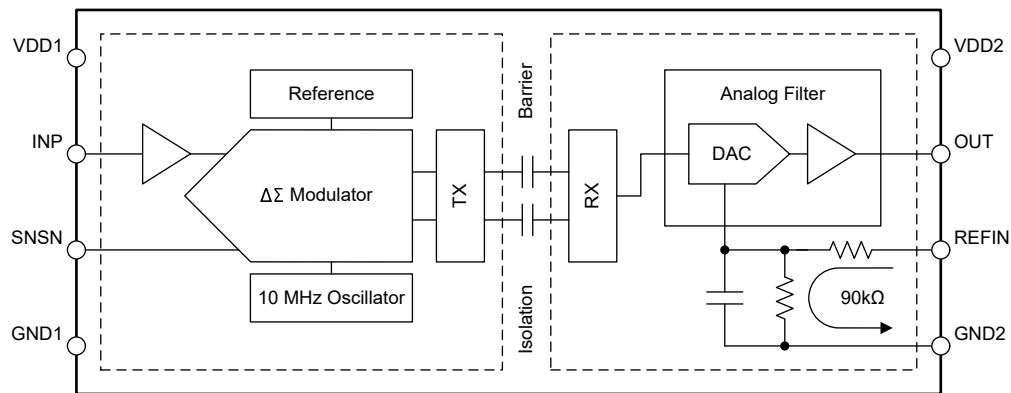 VDD1
VDD2
Reference
Barrier
Analog Filter
INP
DAC
OUT
ΔΣ Modulator
TX
RX
SNSN
REFIN
10 MHz Oscillator
90kΩ
Isolation
GND1
GND2